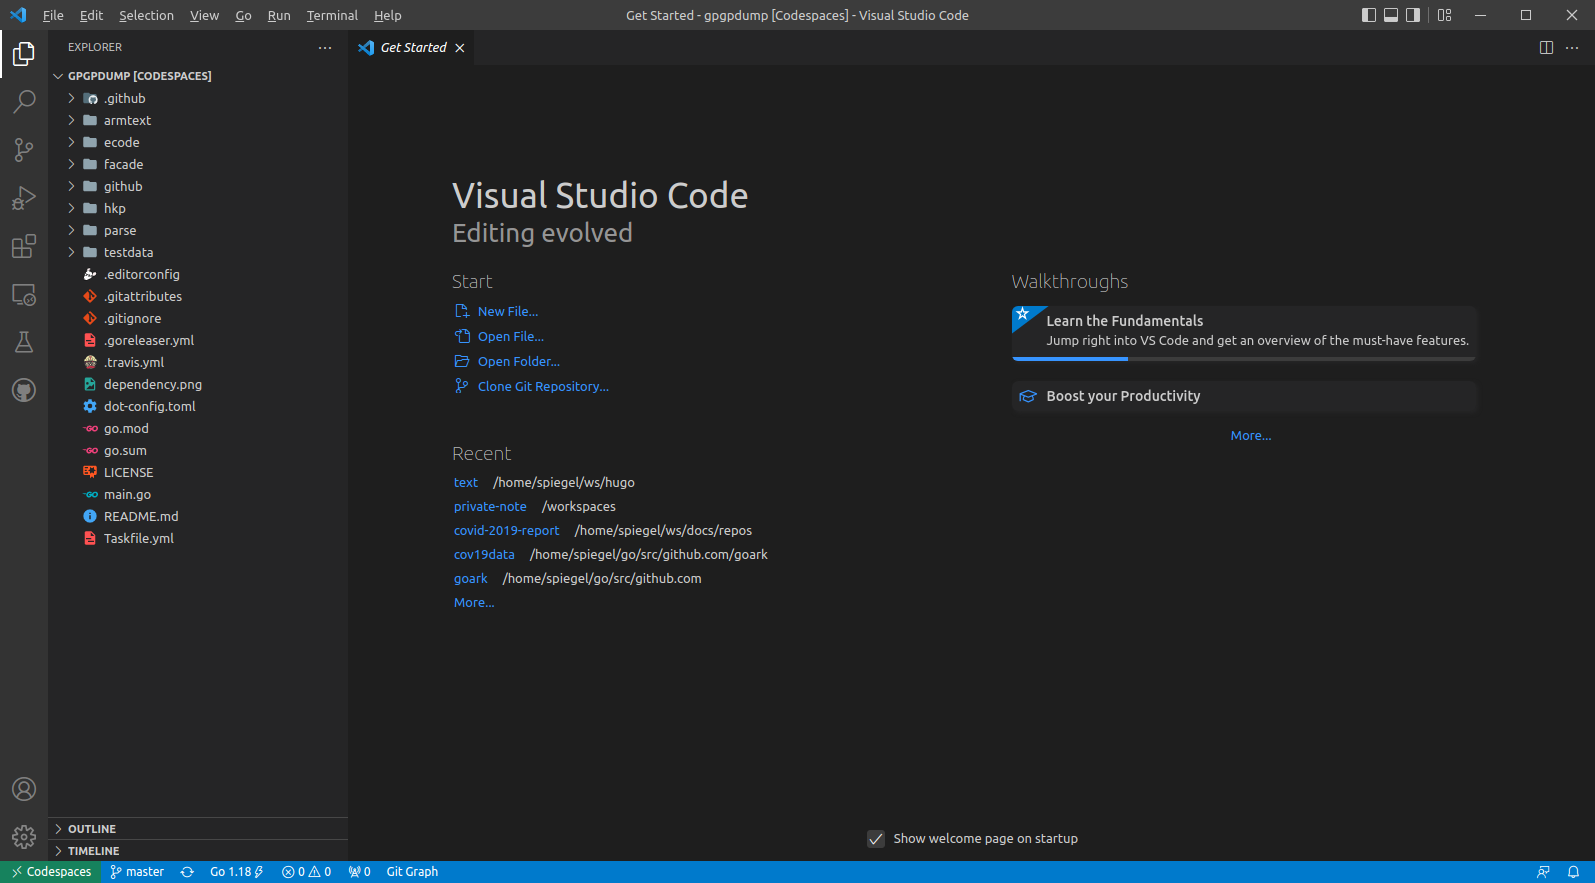 File Edit Selection View Go Run Terminal Help
Get Started - gpgpdump [Codespaces] - Visual Studio Code
EXPLORER
Get Started
GPGPDUMP [CODESPACES]
.github
armtext
ecode
facade
github
hkp
parse
testdata
.editorconfig
.gitattributes
.gitignore
.goreleaser.yml
.travis.yml
dependency.png
dot-config.toml
go.mod
go.sum
LICENSE
main.go
README.md
Taskfile.yml
OUTLINE
TIMELINE
Visual Studio Code
Editing evolved
Start
New File...
Open File...
Open Folder...
Clone Git Repository...
Recent
text /home/spiegel/ws/hugo
private-note /workspaces
covid-2019-report /home/spiegel/ws/docs/repos
cov19data /home/spiegel/go/src/github.com/goark
goark /home/spiegel/go/src/github.com
More...
Walkthroughs
Learn the Fundamentals
Jump right into VS Code and get an overview of the must-have features.
Boost your Productivity
More...
Show welcome page on startup
Codespaces master Go 1.18 0 0 0 Git Graph